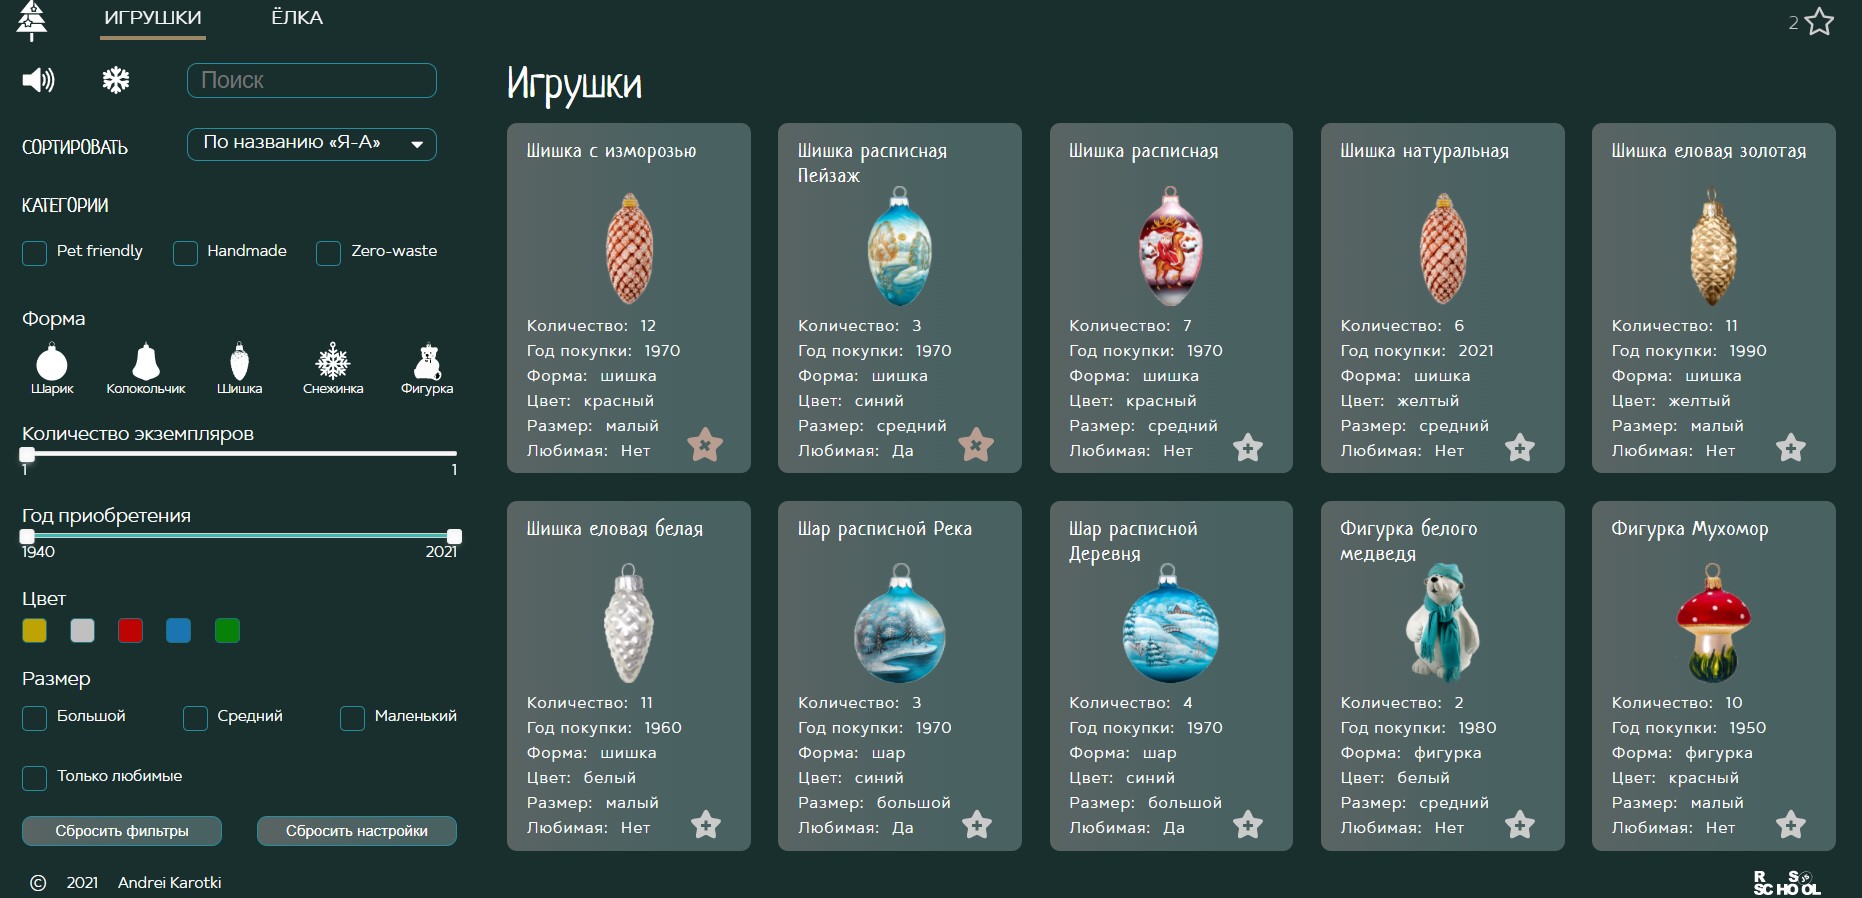 ИГРУШКИ
ЁЛКА
2
Поиск
СОРТИРОВАТЬ
По названию «Я-А»
КАТЕГОРИИ
Pet friendly
Handmade
Zero-waste
Форма
Шарик
Колокольчик
Шишка
Снежинка
Фигурка
Количество экземпляров
1
1
Год приобретения
1940
2021
Цвет
Размер
Большой
Средний
Маленький
Только любимые
Сбросить фильтры
Сбросить настройки
Игрушки
Шишка с изморозью
Количество: 12
Год покупки: 1970
Форма: шишка
Цвет: красный
Размер: малый
Любимая: Нет
Шишка расписная
Пейзаж
Количество: 3
Год покупки: 1970
Форма: шишка
Цвет: синий
Размер: средний
Любимая: Да
Шишка расписная
Количество: 7
Год покупки: 1970
Форма: шишка
Цвет: красный
Размер: средний
Любимая: Нет
Шишка натуральная
Количество: 6
Год покупки: 2021
Форма: шишка
Цвет: желтый
Размер: средний
Любимая: Нет
Шишка еловая золотая
Количество: 11
Год покупки: 1990
Форма: шишка
Цвет: желтый
Размер: малый
Любимая: Нет
Шишка еловая белая
Количество: 11
Год покупки: 1960
Форма: шишка
Цвет: белый
Размер: малый
Любимая: Нет
Шар расписной Река
Количество: 3
Год покупки: 1970
Форма: шар
Цвет: синий
Размер: большой
Любимая: Да
Шар расписной
Деревня
Количество: 4
Год покупки: 1970
Форма: шар
Цвет: синий
Размер: большой
Любимая: Да
Фигурка белого
медведя
Количество: 2
Год покупки: 1980
Форма: фигурка
Цвет: белый
Размер: средний
Любимая: Нет
Фигурка Мухомор
Количество: 10
Год покупки: 1950
Форма: фигурка
Цвет: красный
Размер: малый
Любимая: Нет
© 2021 Andrei Karotki
R S
SCHOOL